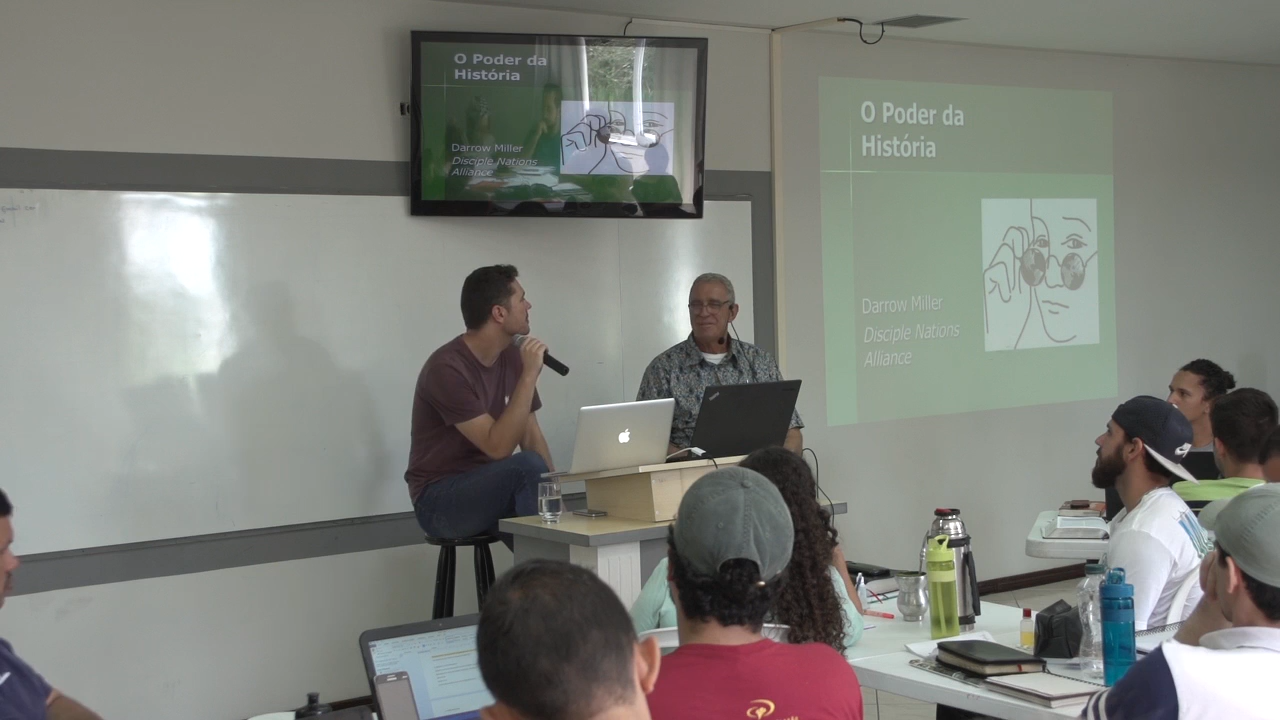 O Poder da
História
Darrow Miller
Disciple Nations
Alliance
O Poder da
História
Darrow Miller
Disciple Nations
Alliance